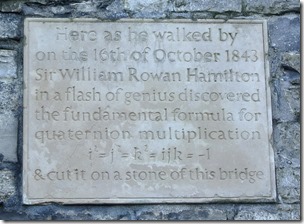 Here as he walked by
on the 16th of October 1843
Sir William Rowan Hamilton
in a flash of genius discovered
the fundamental formula for
quaternion multiplication
i² = j² = k² = ijk = -1
& cut it on a stone of this bridge